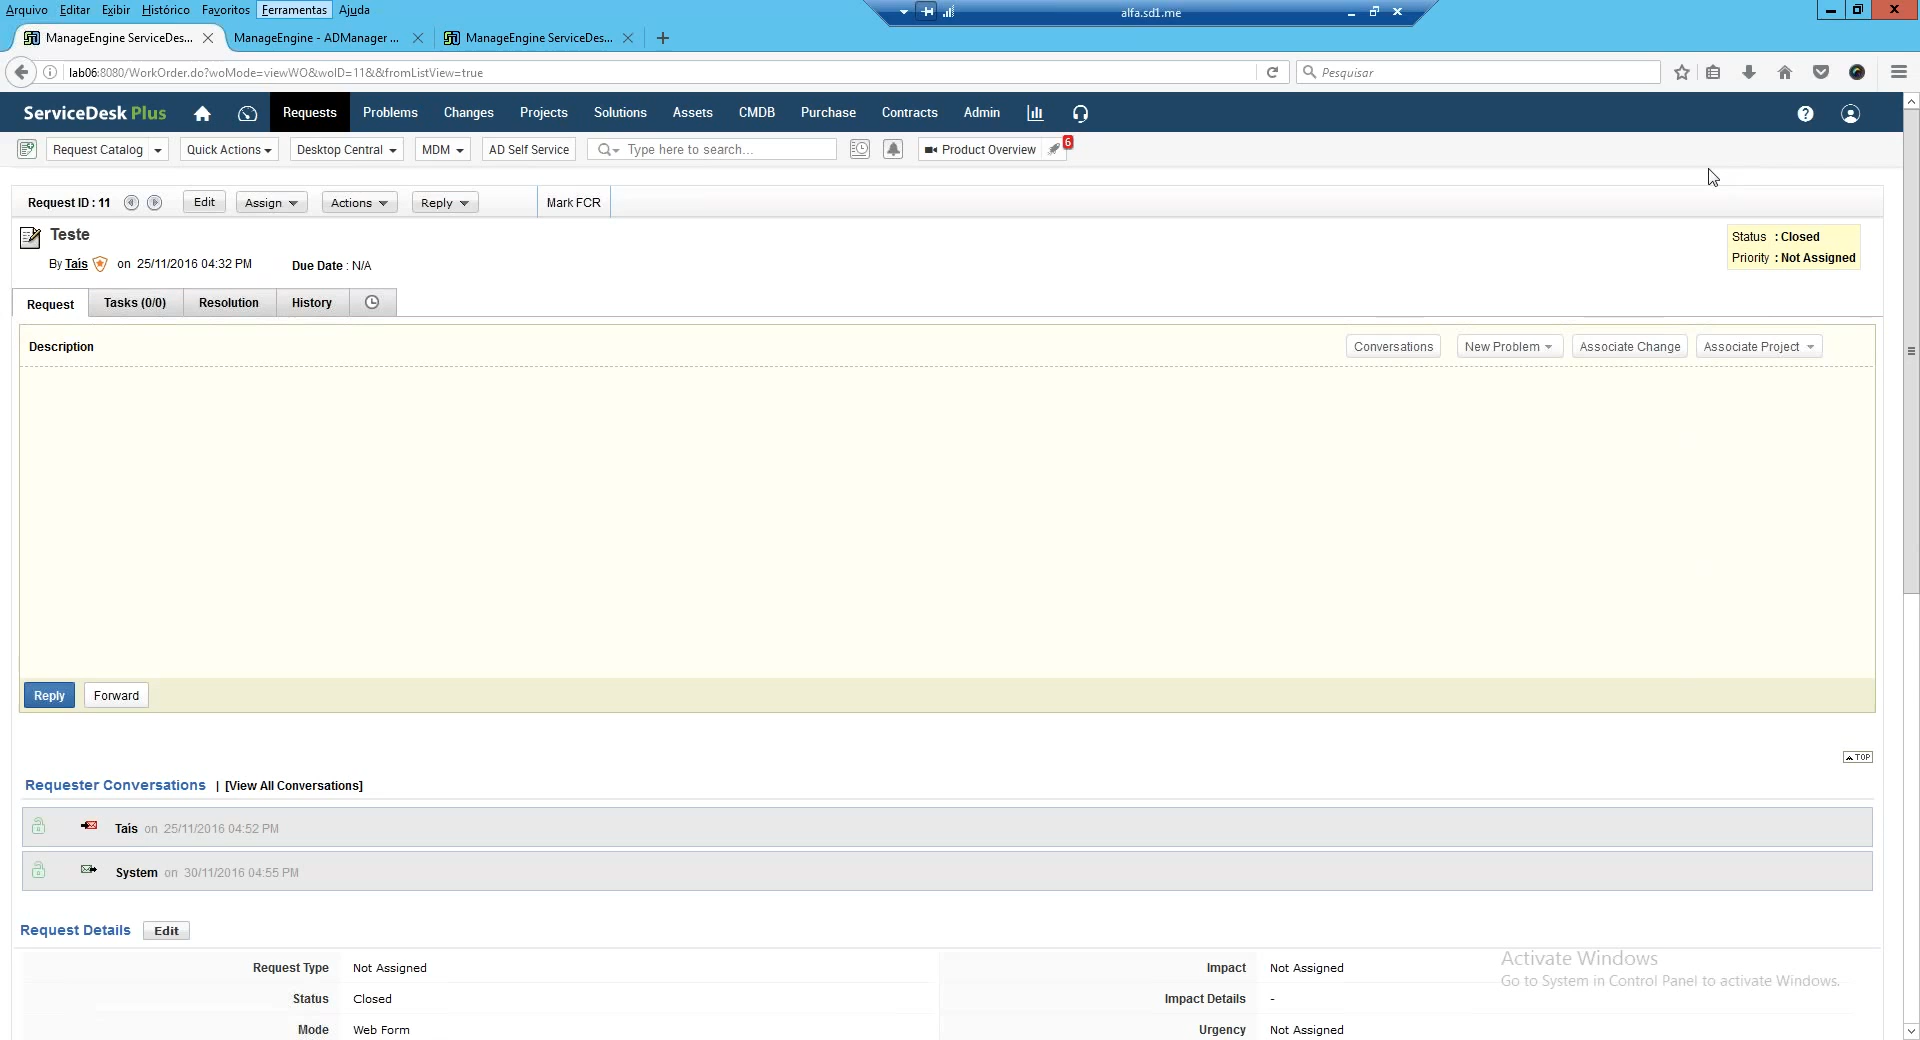 Arquivo Editar Exibir Histórico Favoritos Ferramentas Ajuda
alfa.sd1.me
ManageEngine ServiceDes...
ManageEngine - ADManager ...
ManageEngine ServiceDes...
lab06:8080/WorkOrder.do?woMode=viewWO&woID=11&&fromListView=true
Pesquisar
ServiceDesk Plus
Requests Problems Changes Projects Solutions Assets CMDB Purchase Contracts Admin
Request Catalog Quick Actions Desktop Central MDM AD Self Service Type here to search... Product Overview 6
Request ID : 11 Edit Assign Actions Reply Mark FCR
Teste
By Taís on 25/11/2016 04:32 PM Due Date : N/A
Status : Closed
Priority : Not Assigned
Request Tasks (0/0) Resolution History
Description Conversations New Problem Associate Change Associate Project
Reply Forward
TOP
Requester Conversations | [View All Conversations]
Taís on 25/11/2016 04:52 PM
System on 30/11/2016 04:55 PM
Request Details Edit
Request Type Not Assigned Impact Not Assigned
Status Closed Impact Details -
Mode Web Form Urgency Not Assigned
Activate Windows
Go to System in Control Panel to activate Windows.